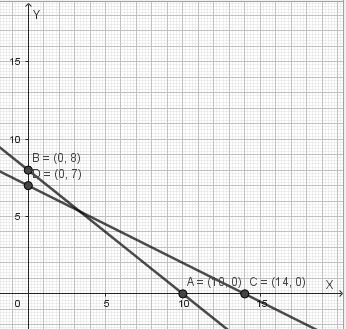 Y
15
10
B = (0, 8)
D = (0, 7)
5
A = (10, 0) C = (14, 0) X
0 5 10 15